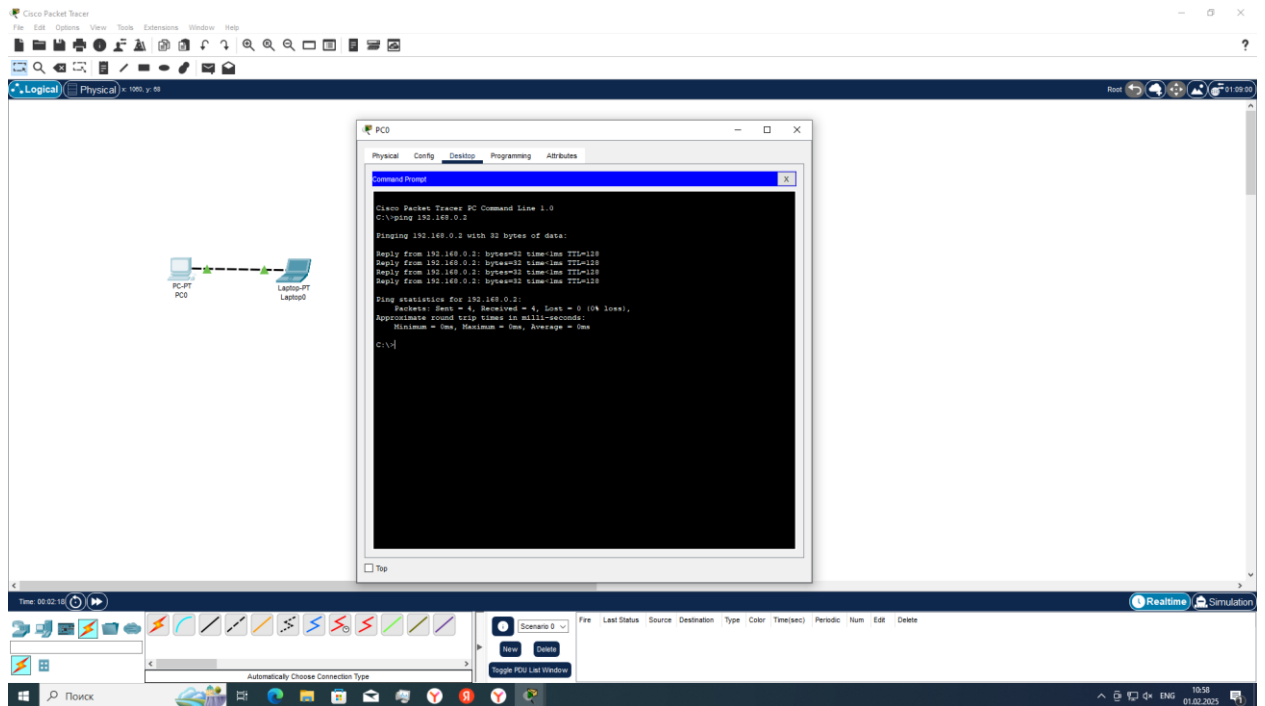 Cisco Packet Tracer
File Edit Options View Tools Extensions Window Help
?
Logical Physical x: 1060, y: 68 Root 01:09:00
PC0
Physical Config Desktop Programming Attributes
Command Prompt X
Cisco Packet Tracer PC Command Line 1.0
C:\>ping 192.168.0.2
Pinging 192.168.0.2 with 32 bytes of data:
Reply from 192.168.0.2: bytes=32 time<1ms TTL=128
Reply from 192.168.0.2: bytes=32 time<1ms TTL=128
Reply from 192.168.0.2: bytes=32 time<1ms TTL=128
Reply from 192.168.0.2: bytes=32 time<1ms TTL=128
Ping statistics for 192.168.0.2:
Packets: Sent = 4, Received = 4, Lost = 0 (0% loss),
Approximate round trip times in milli-seconds:
Minimum = 0ms, Maximum = 0ms, Average = 0ms
C:\>
PC-PT
PC0
Laptop-PT
Laptop0
Top
Time: 00:02:18 Realtime Simulation
Scenario 0
New Delete
Toggle PDU List Window
Fire Last Status Source Destination Type Color Time(sec) Periodic Num Edit Delete
Automatically Choose Connection Type
Поиск
ENG
10:58
01.02.2025